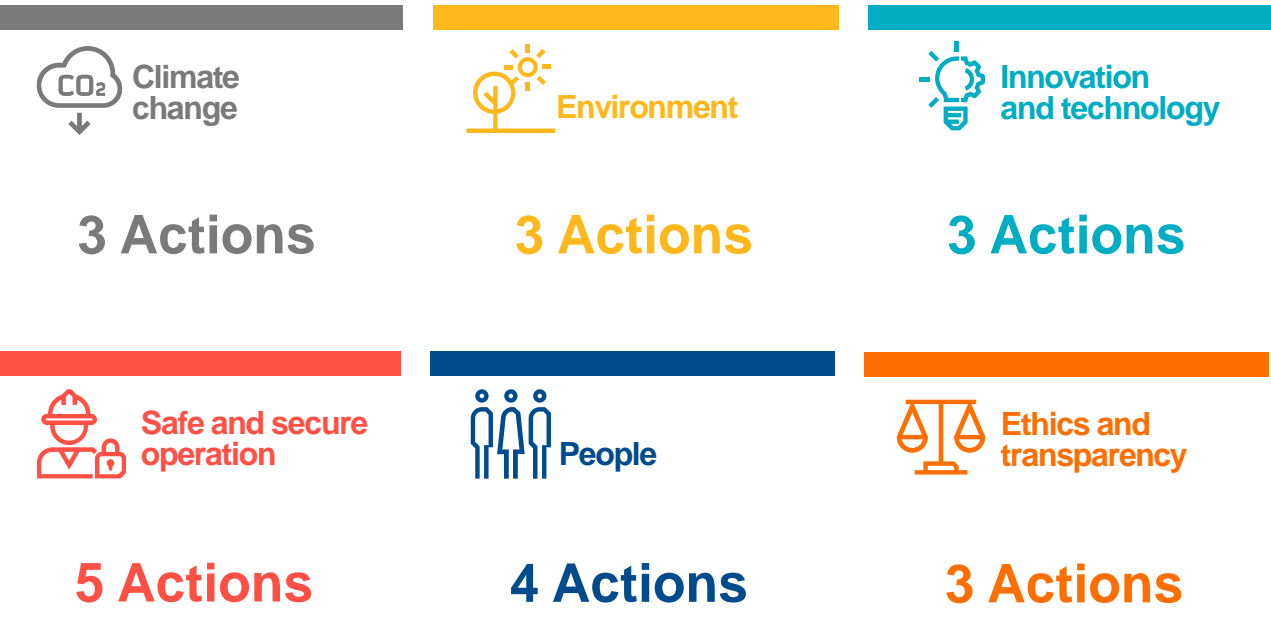 CO₂
Climate
change
3 Actions
Environment
3 Actions
Innovation
and technology
3 Actions
Safe and secure
operation
5 Actions
People
4 Actions
Ethics and
transparency
3 Actions